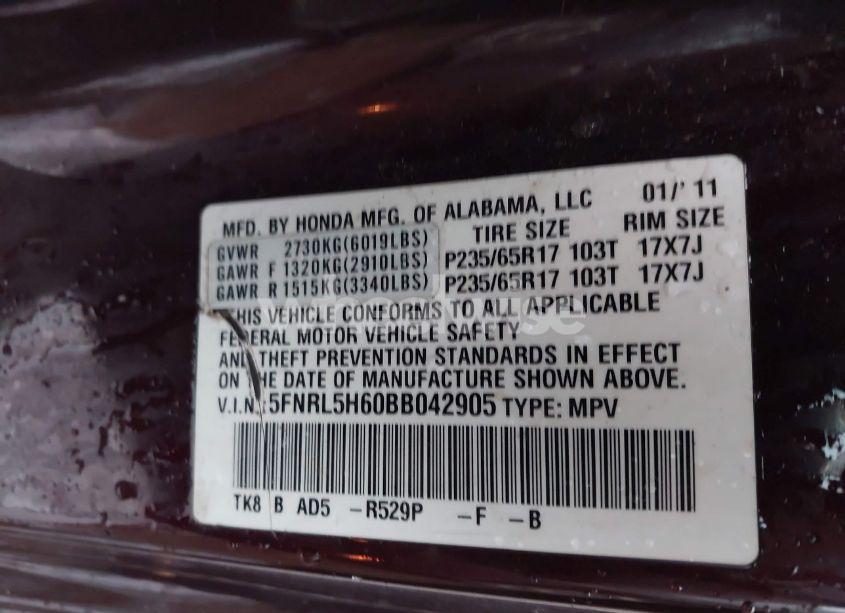 MFD. BY HONDA MFG. OF ALABAMA, LLC 01/'11
TIRE SIZE RIM SIZE
GVWR 2730KG(6019LBS)
GAWR F 1320KG(2910LBS) P235/65R17 103T 17X7J
GAWR R 1515KG(3340LBS) P235/65R17 103T 17X7J
THIS VEHICLE CONFORMS TO ALL APPLICABLE
FEDERAL MOTOR VEHICLE SAFETY
AND THEFT PREVENTION STANDARDS IN EFFECT
ON THE DATE OF MANUFACTURE SHOWN ABOVE.
V.I.N.:5FNRL5H60BB042905 TYPE: MPV
TK8 B AD5 -R529P -F -B